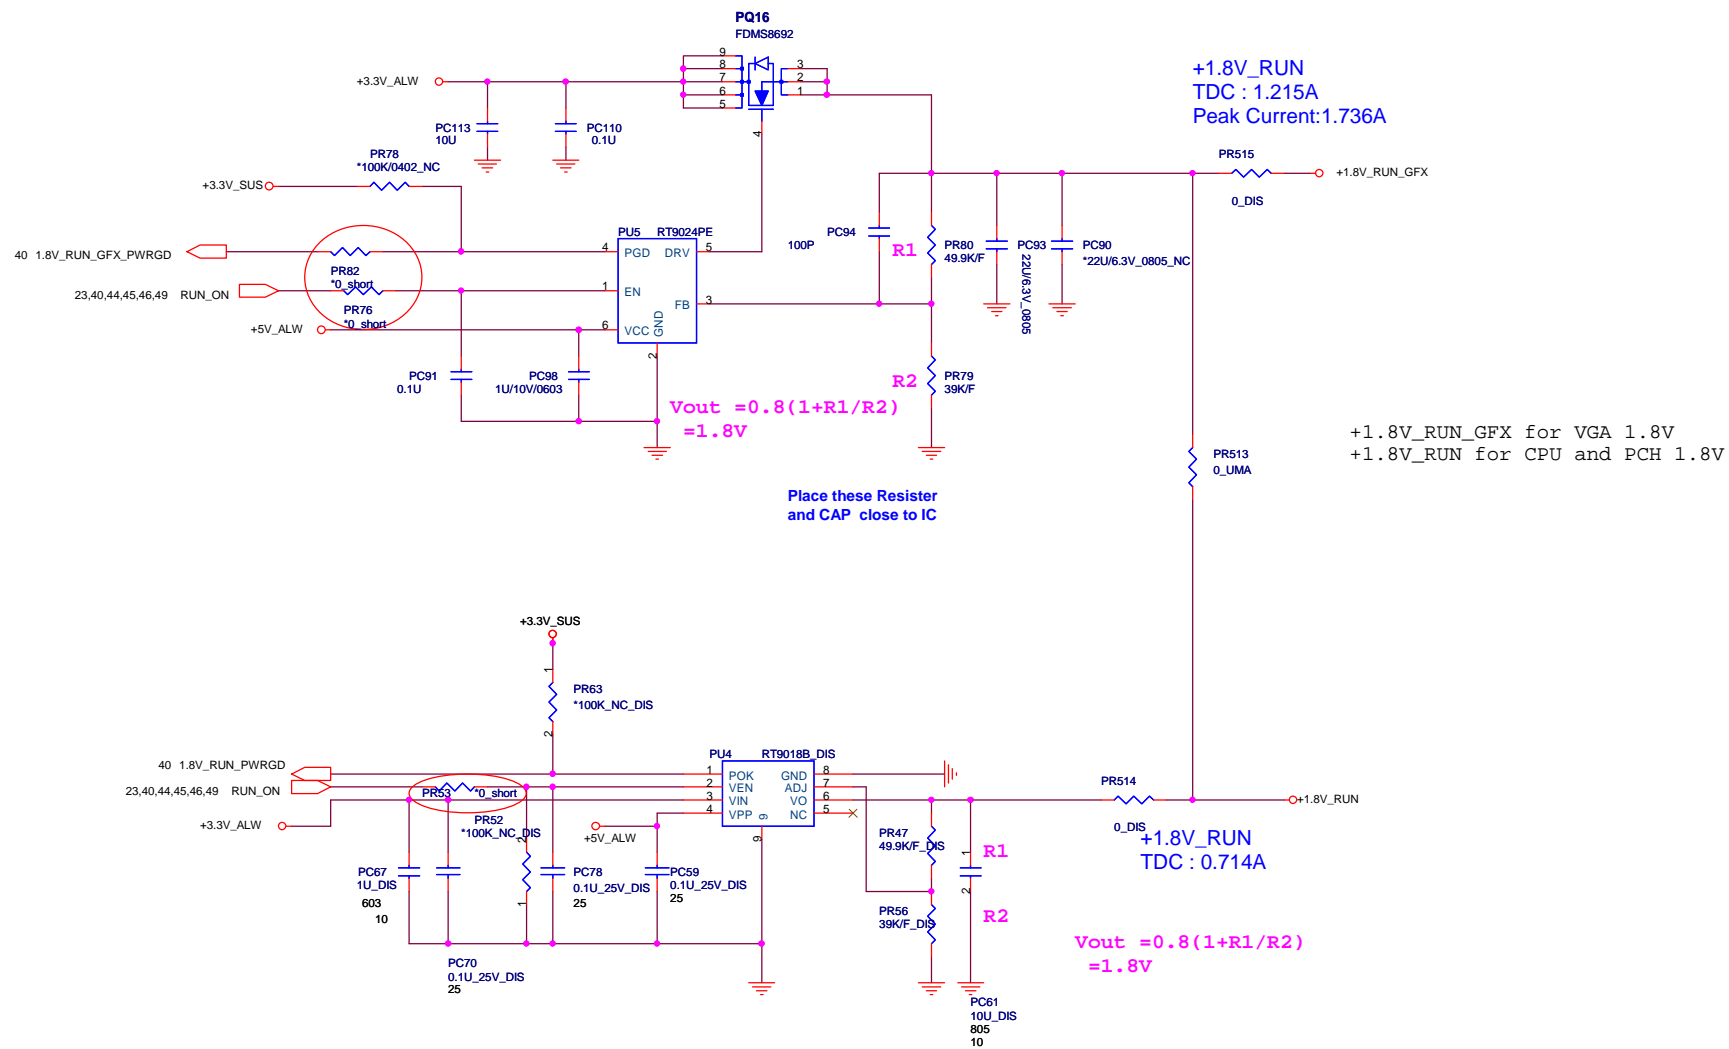 PQ16
FDMS8692
9
8
7
6
5
3
2
1
4
+3.3V_ALW
PC113
10U
PC110
0.1U
+1.8V_RUN
TDC : 1.215A
Peak Current:1.736A
PR78
*100K/0402_NC
+3.3V_SUS
PR515
0_DIS
+1.8V_RUN_GFX
40 1.8V_RUN_GFX_PWRGD
PR82
*0_short
23,40,44,45,46,49 RUN_ON
PR76
*0_short
+5V_ALW
PU5 RT9024PE
4 PGD DRV 5
1 EN
FB 3
6 VCC GND
2
100P
PC94
R1
PR80
49.9K/F
PC93
22U/6.3V_0805
PC90
*22U/6.3V_0805_NC
PC91
0.1U
PC98
1U/10V/0603
R2
PR79
39K/F
Vout =0.8(1+R1/R2)
=1.8V
+1.8V_RUN_GFX for VGA 1.8V
+1.8V_RUN for CPU and PCH 1.8V
PR513
0_UMA
Place these Resister
and CAP close to IC
+3.3V_SUS
1
PR63
*100K_NC_DIS
2
PU4 RT9018B_DIS
40 1.8V_RUN_PWRGD
23,40,44,45,46,49 RUN_ON
PR53
*0_short
+3.3V_ALW
1 POK GND 8
2 VEN ADJ 7
3 VIN VO 6
4 VPP 9 NC 5
9
PR52
*100K_NC_DIS
2
1
+5V_ALW
PC67
1U_DIS
603
10
PC78
0.1U_25V_DIS
25
PC59
0.1U_25V_DIS
25
PC70
0.1U_25V_DIS
25
PR47
49.9K/F_DIS
R1
1
2
PR56
39K/F_DIS
R2
PC61
10U_DIS
805
10
PR514
0_DIS
+1.8V_RUN
+1.8V_RUN
TDC : 0.714A
Vout =0.8(1+R1/R2)
=1.8V